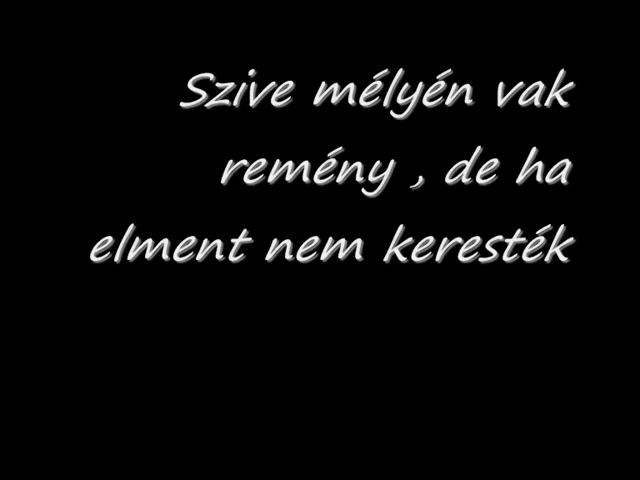 Szive mélyén vak
remény , de ha
elment nem keresték